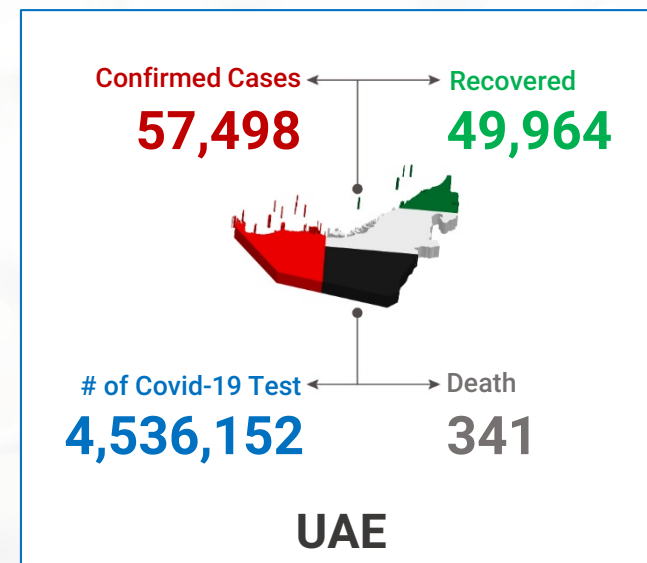 Confirmed Cases
57,498
Recovered
49,964
# of Covid-19 Test
4,536,152
Death
341
UAE